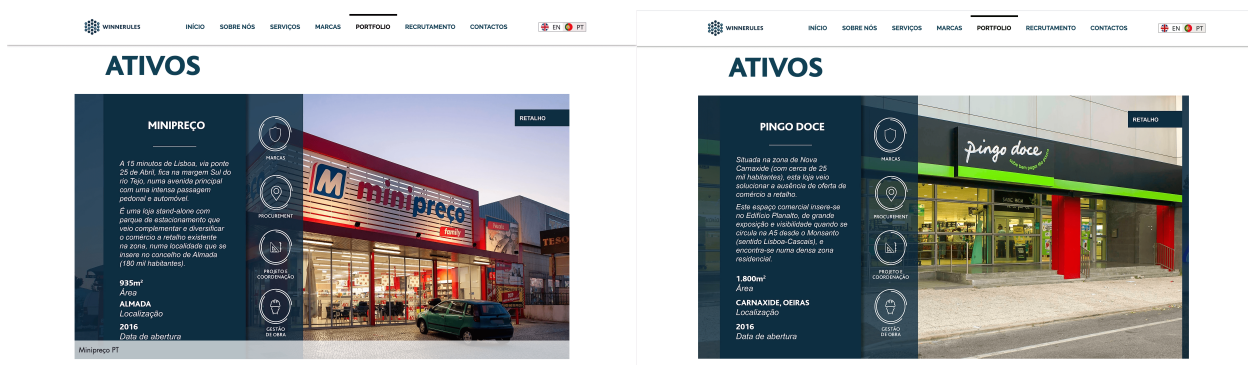 WINNERULES
INÍCIO SOBRE NÓS SERVIÇOS MARCAS PORTFOLIO RECRUTAMENTO CONTACTOS
EN PT
ATIVOS
MINIPREÇO
A 15 minutos de Lisboa, via ponte
25 de Abril, fica na margem Sul do
rio Tejo, numa avenida principal
com uma intensa passagem
pedonal e automóvel.
É uma loja stand-alone com
parque de estacionamento que
veio complementar e diversificar
o comércio a retalho existente
na zona, numa localidade que se
insere no concelho de Almada
(180 mil habitantes).
935m²
Área
ALMADA
Localização
2016
Data de abertura
Minipreço PT
MARCAS
PROCUREMENT
PROJETO E
COORDENAÇÃO
GESTÃO
DE OBRA
RETALHO
M minipreço
family
TESO
WINNERULES
INÍCIO SOBRE NÓS SERVIÇOS MARCAS PORTFOLIO RECRUTAMENTO CONTACTOS
EN PT
ATIVOS
PINGO DOCE
Situada na zona de Nova
Carnaxide (com cerca de 25
mil habitantes), esta loja veio
solucionar a ausência de oferta de
comércio a retalho.
Este espaço comercial insere-se
no Edifício Planalto, de grande
exposição e visibilidade quando se
circula na A5 desde o Monsanto
(sentido Lisboa-Cascais), e
encontra-se numa densa zona
residencial.
1.800m²
Área
CARNAXIDE, OEIRAS
Localização
2016
Data de abertura
MARCAS
PROCUREMENT
PROJETO E
COORDENAÇÃO
GESTÃO
DE OBRA
RETALHO
pingo doce